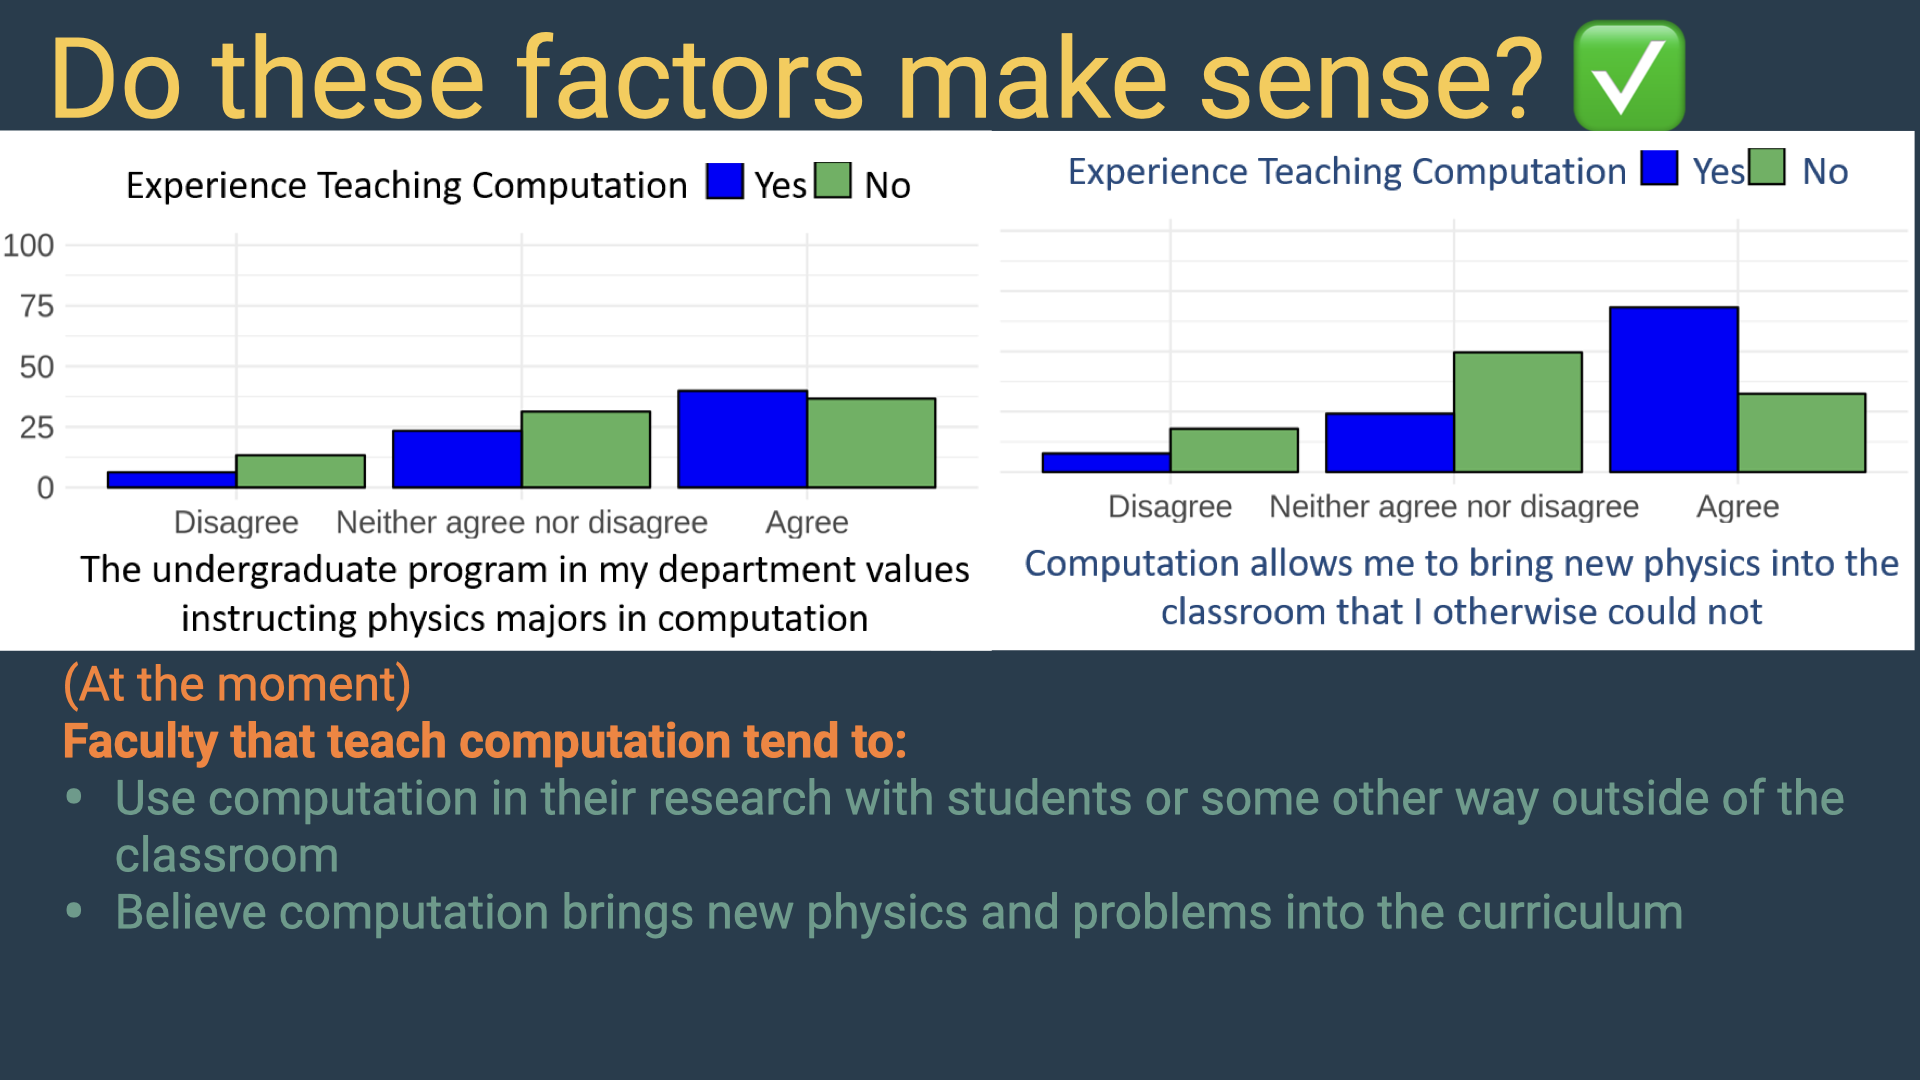 Do these factors make sense? ✅
Experience Teaching Computation Yes No
100
75
50
25
0
Disagree Neither agree nor disagree Agree
The undergraduate program in my department values
instructing physics majors in computation
Experience Teaching Computation Yes No
Disagree Neither agree nor disagree Agree
Computation allows me to bring new physics into the
classroom that I otherwise could not
(At the moment)
Faculty that teach computation tend to:
• Use computation in their research with students or some other way outside of the
classroom
• Believe computation brings new physics and problems into the curriculum